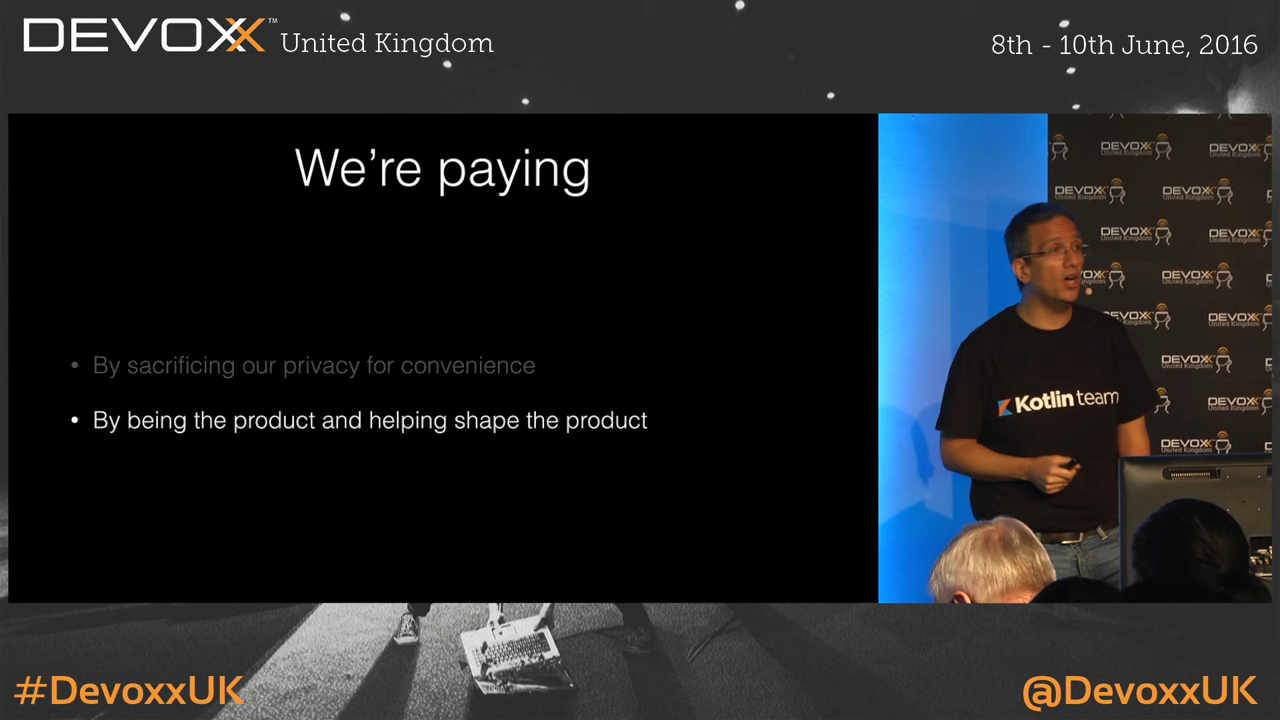 DEVOXX™ United Kingdom
8th - 10th June, 2016
We're paying
• By sacrificing our privacy for convenience
• By being the product and helping shape the product
DEVOXX
United Kingdom
Kotlin team
#DevoxxUK
@DevoxxUK